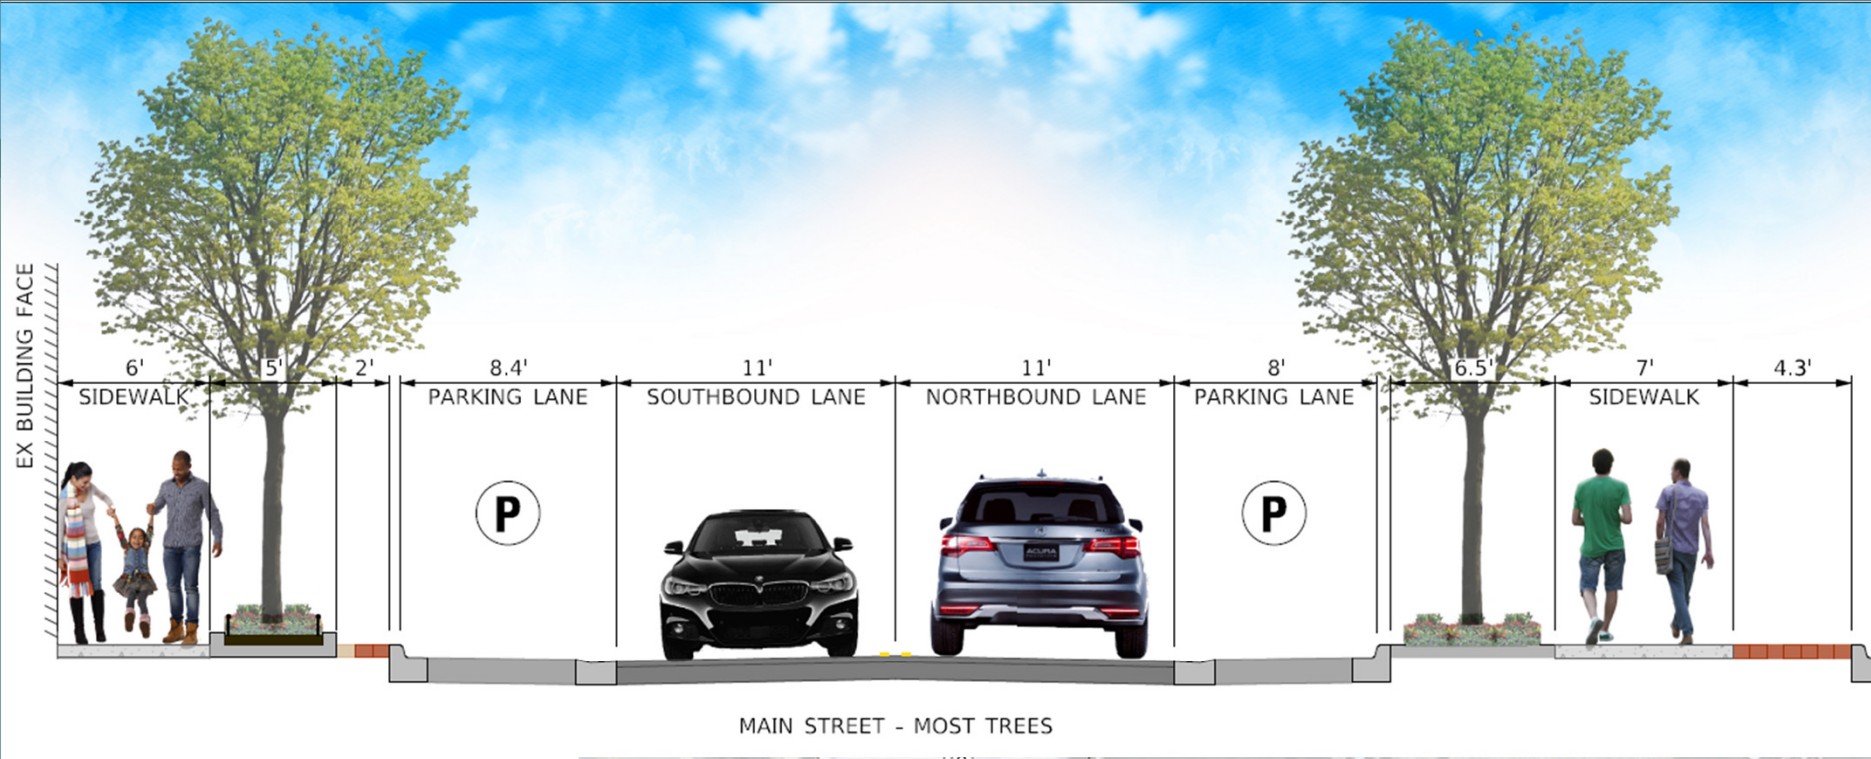 EX BUILDING FACE
6' 5' 2' 8.4' 11' 11' 8' 6.5' 7' 4.3'
SIDEWALK PARKING LANE SOUTHBOUND LANE NORTHBOUND LANE PARKING LANE SIDEWALK
P P
ACURA
MAIN STREET - MOST TREES